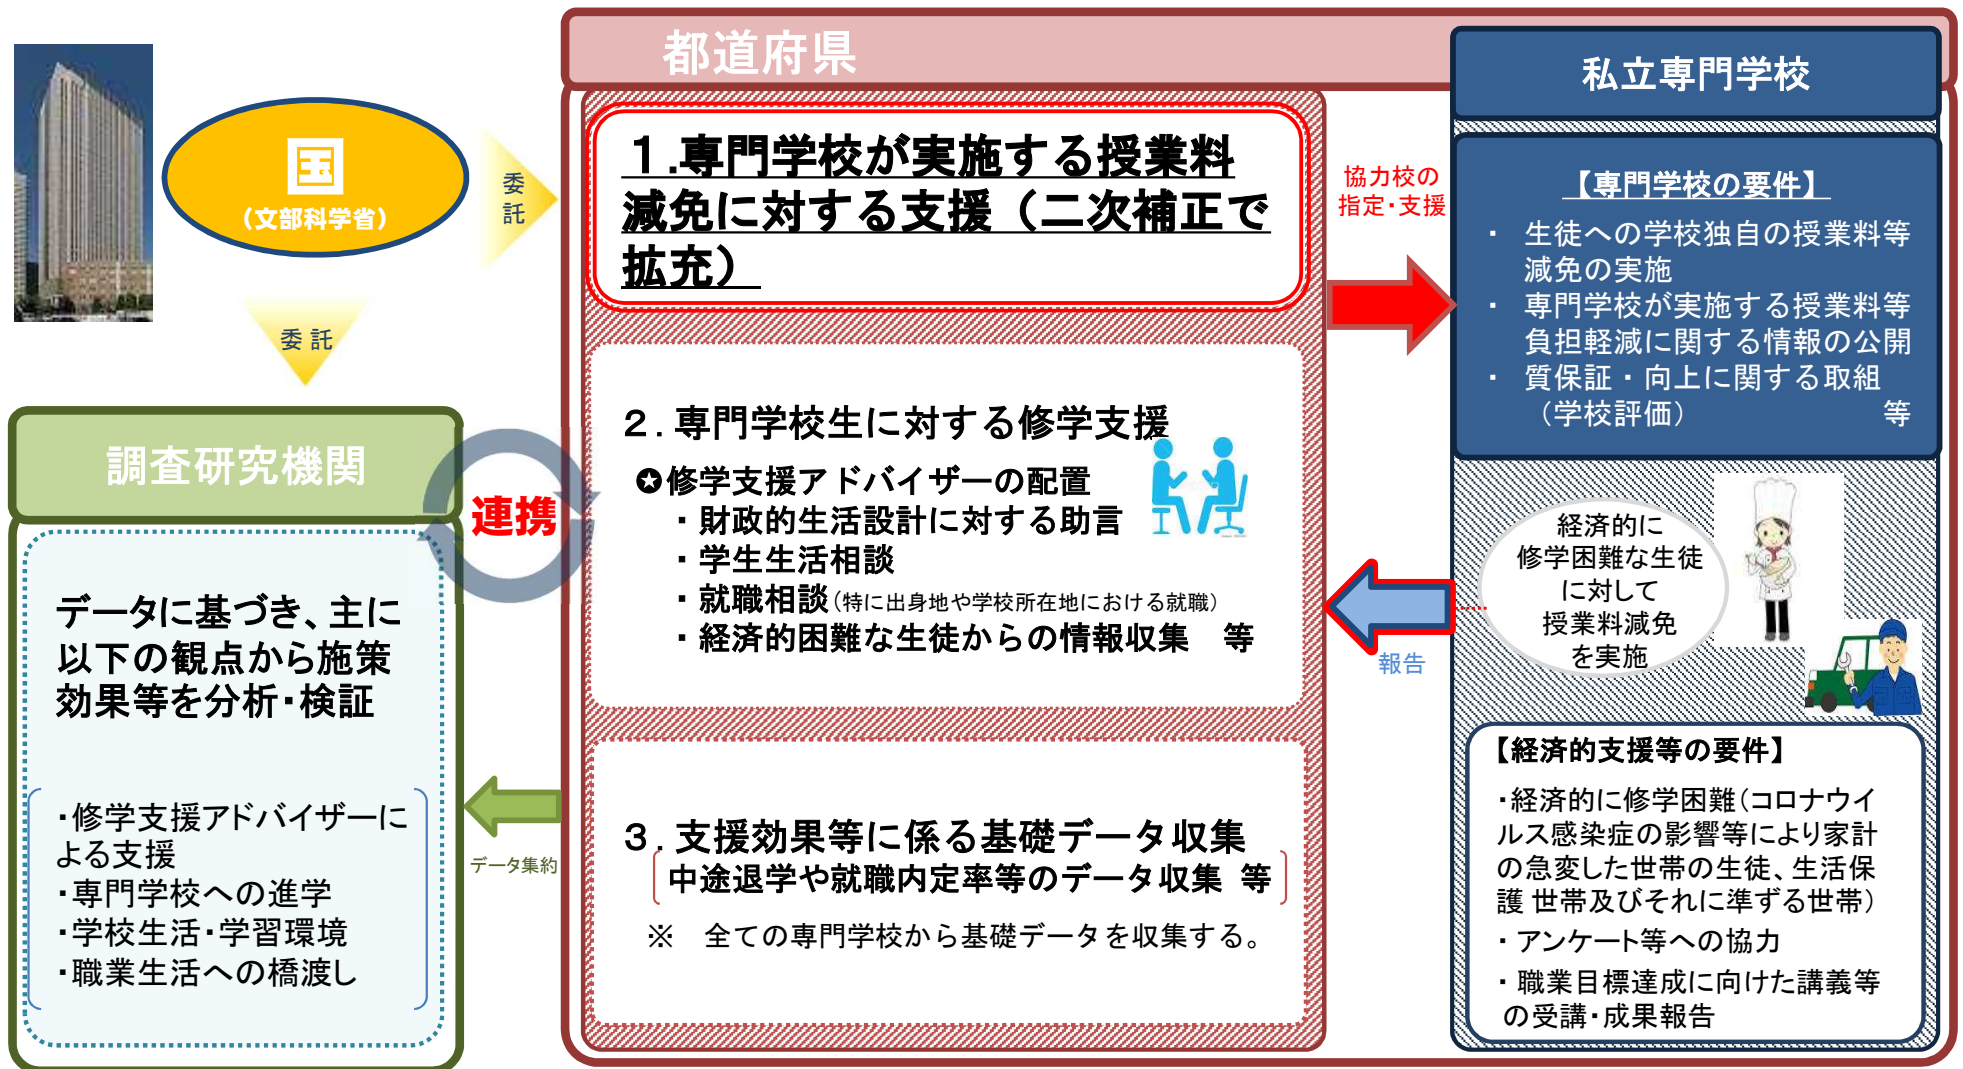 都道府県
国
（文部科学省）
委
託
委 託
１.専門学校が実施する授業料
減免に対する支援（二次補正で
拡充）
２. 専門学校生に対する修学支援
✪修学支援アドバイザーの配置
・財政的生活設計に対する助言
・学生生活相談
・就職相談(特に出身地や学校所在地における就職)
・経済的困難な生徒からの情報収集　等
３. 支援効果等に係る基礎データ収集
中途退学や就職内定率等のデータ収集 等
※　全ての専門学校から基礎データを収集する。
協力校の
指定・支援
報告
私立専門学校
【専門学校の要件】
・ 生徒への学校独自の授業料等
減免の実施
・ 専門学校が実施する授業料等
負担軽減に関する情報の公開
・ 質保証・向上に関する取組
（学校評価）　等
経済的に
修学困難な生徒
に対して
授業料減免
を実施
【経済的支援等の要件】
・経済的に修学困難（コロナウイ
ルス感染症の影響等により家計
の急変した世帯の生徒、生活保
護 世帯及びそれに準ずる世帯）
・アンケート等への協力
・職業目標達成に向けた講義等
の受講・成果報告
調査研究機関
連携
データに基づき、主に
以下の観点から施策
効果等を分析・検証
・修学支援アドバイザーに
よる支援
・専門学校への進学
・学校生活・学習環境
・職業生活への橋渡し
データ集約